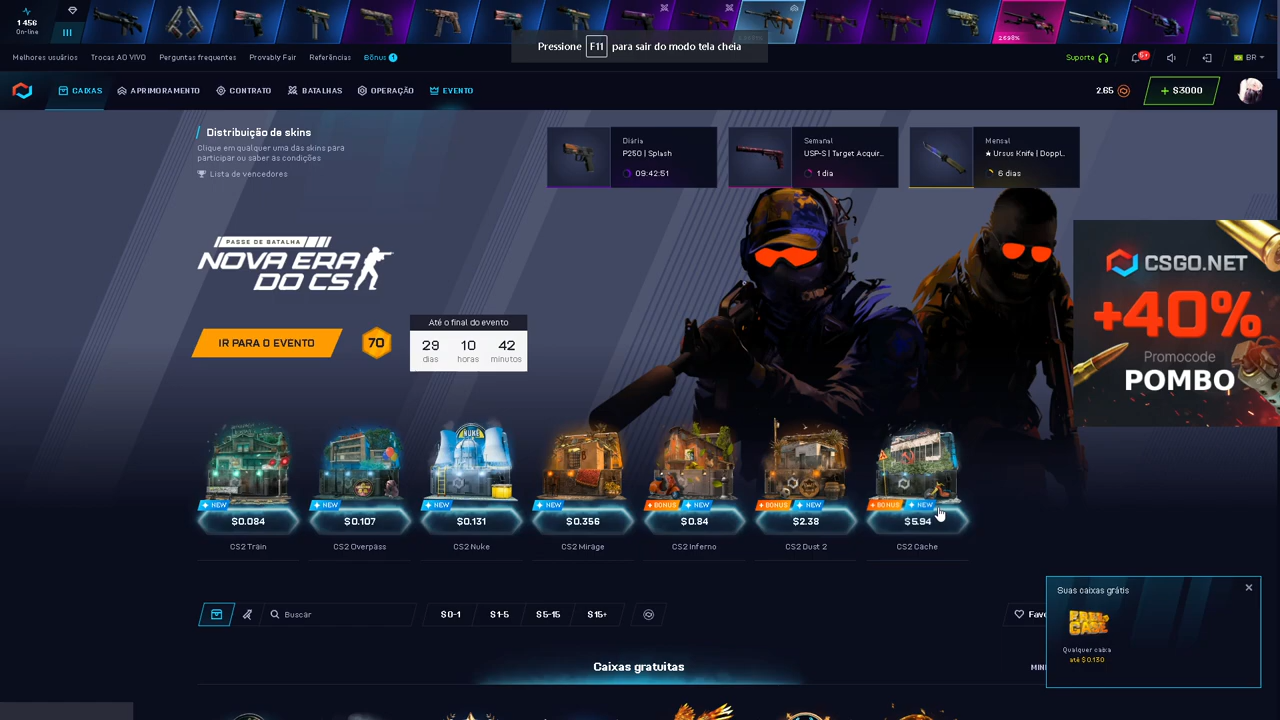 1 456
On-line
2.698%
Pressione F11 para sair do modo tela cheia
Melhores usuários
Trocas AO VIVO
Perguntas frequentes
Provably Fair
Referências
Bônus
Suporte
5+
BR
CAIXAS
APRIMORAMENTO
CONTRATO
BATALHAS
OPERAÇÃO
EVENTO
2.65
+ $3000
Distribuição de skins
Clique em qualquer uma das skins para
participar ou saber as condições
Lista de vencedores
Diária
P250 | Splash
09:42:51
Semanal
USP-S | Target Acquir...
1 dia
Mensal
★ Ursus Knife | Doppl...
6 dias
PASSE DE BATALHA
NOVA ERA
DO CS
IR PARA O EVENTO
70
Até o final do evento
29 10 42
dias horas minutos
CSGO.NET
+40%
Promocode
POMBO
NUKE
NEW
NEW
NEW
NEW
BONUS NEW
BONUS NEW
BONUS NEW
$0.084
$0.107
$0.131
$0.356
$0.84
$2.38
$5.94
CS2 Train
CS2 Overpass
CS2 Nuke
CS2 Mirage
CS2 Inferno
CS2 Dust 2
CS2 Cache
Buscar
$0-1
$1-5
$5-15
$15+
Favo
Suas caixas grátis
FREE
CASE
Qualquer caixa
até $0.130
Caixas gratuitas
MINI